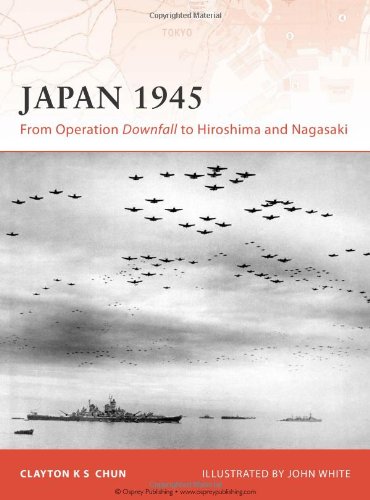 TOKYO
4
JAPAN 1945
From Operation Downfall to Hiroshima and Nagasaki
CLAYTON K S CHUN
ILLUSTRATED BY JOHN WHITE
Copyrighted Material
© Osprey Publishing • www.ospreypublishing.com